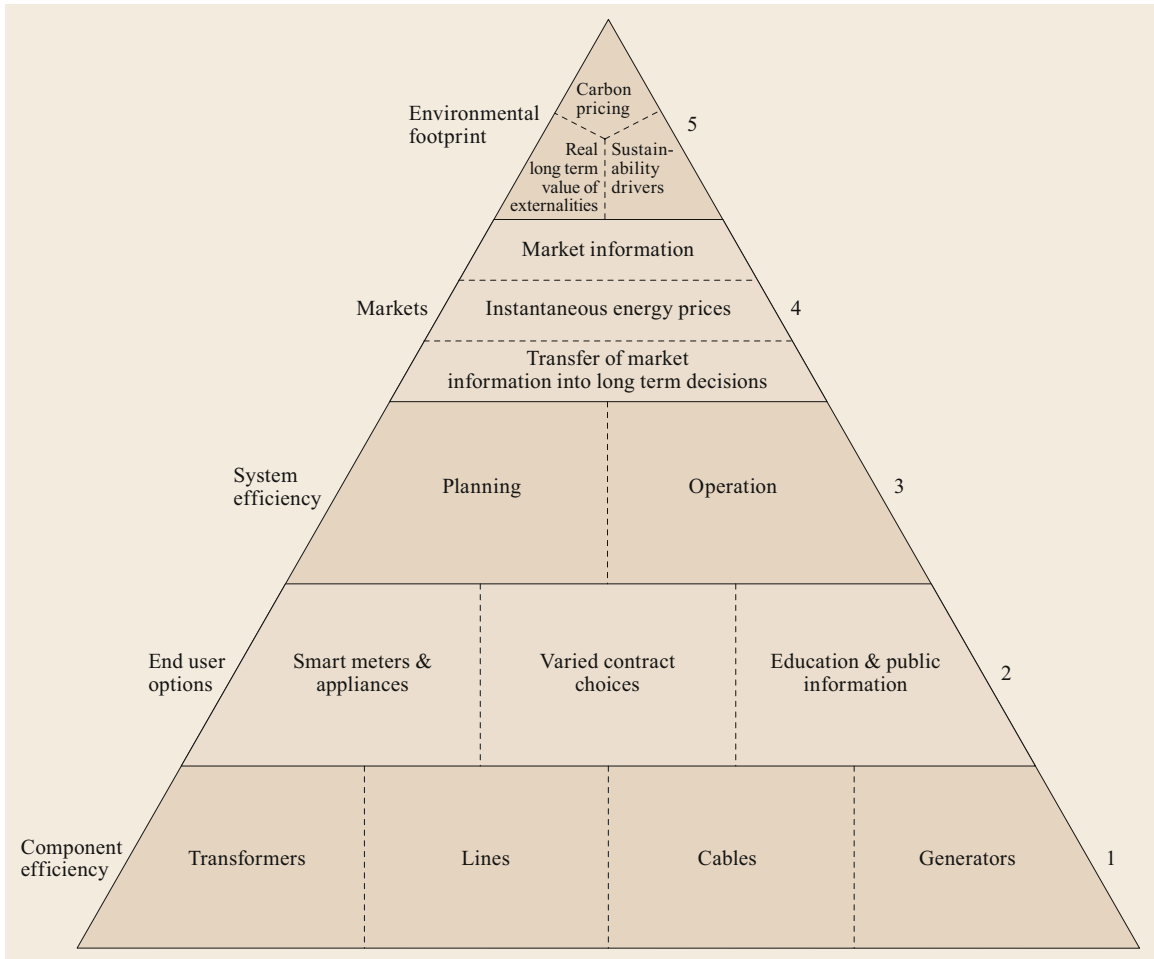 Carbon
pricing
Environmental
footprint
5
Real
long term
value of
externalities
Sustain-
ability
drivers
Market information
Markets
Instantaneous energy prices
4
Transfer of market
information into long term decisions
System
efficiency
Planning
Operation
3
End user
options
Smart meters &
appliances
Varied contract
choices
Education & public
information
2
Component
efficiency
Transformers
Lines
Cables
Generators
1